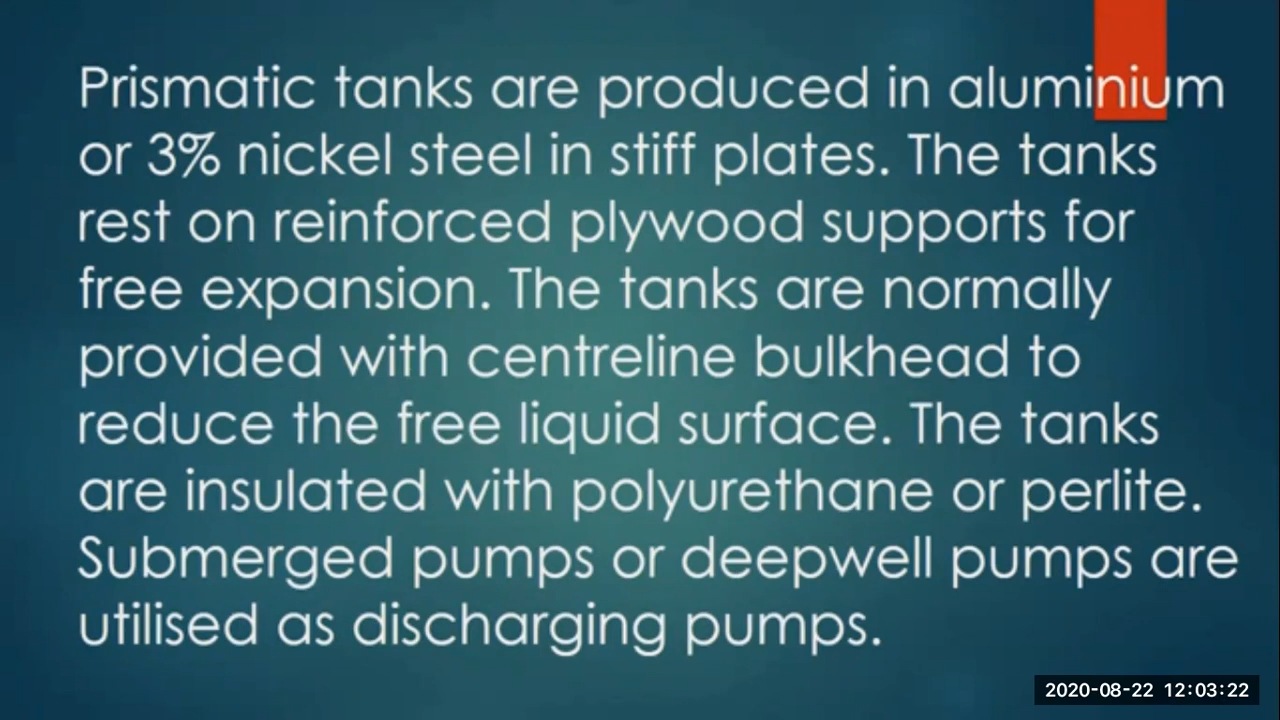 Prismatic tanks are produced in aluminium
or 3% nickel steel in stiff plates. The tanks
rest on reinforced plywood supports for
free expansion. The tanks are normally
provided with centreline bulkhead to
reduce the free liquid surface. The tanks
are insulated with polyurethane or perlite.
Submerged pumps or deepwell pumps are
utilised as discharging pumps.
2020-08-22 12:03:22